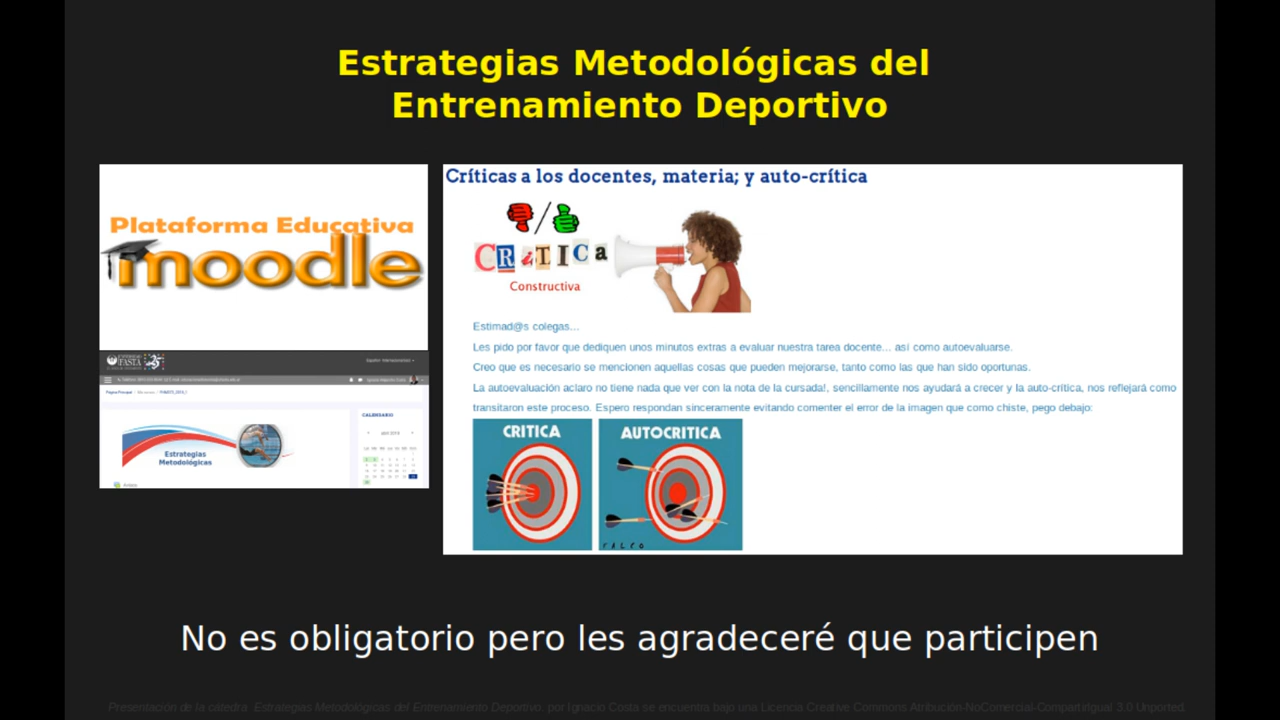 Estrategias Metodológicas del
Entrenamiento Deportivo
Plataforma Educativa
moodle
UNIVERSIDAD
FASTA
CALENDARIO
Estrategias
Metodológicas
Críticas a los docentes, materia; y auto-crítica
CRíTICa
Constructiva
Estimad@s colegas...
Les pido por favor que dediquen unos minutos extras a evaluar nuestra tarea docente... así como autoevaluarse.
Creo que es necesario se mencionen aquellas cosas que pueden mejorarse, tanto como las que han sido oportunas.
La autoevaluación aclaro no tiene nada que ver con la nota de la cursada!, sencillamente nos ayudará a crecer y la auto-crítica, nos reflejará como
transitaron este proceso. Espero respondan sinceramente evitando comenter el error de la imagen que como chiste, pego debajo:
CRITICA
AUTOCRITICA
FALCO
No es obligatorio pero les agradeceré que participen
Presentación de la cátedra Estrategias Metodológicas del Entrenamiento Deportivo. por Ignacio Costa se encuentra bajo una Licencia Creative Commons Atribución-NoComercial-CompartirIgual 3.0 Unported.